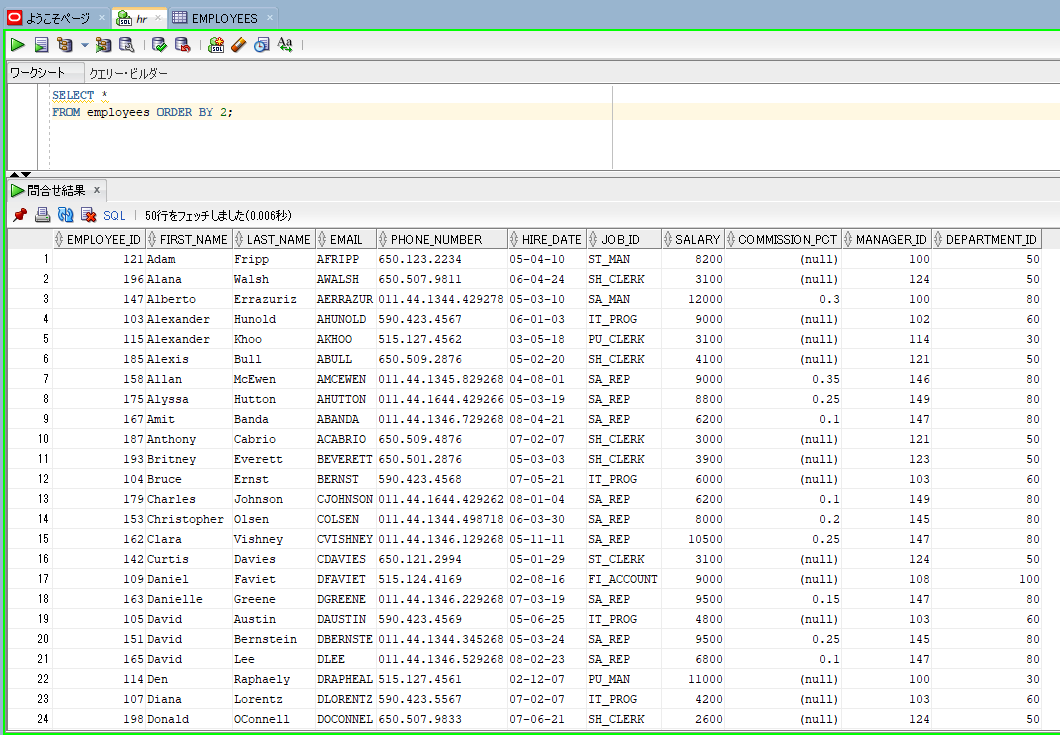 ようこそページ hr EMPLOYEES
ワークシート クエリー・ビルダー
SELECT *
FROM employees ORDER BY 2;
問合せ結果 x
SQL | 50行をフェッチしました(0.006秒)
EMPLOYEE_ID FIRST_NAME LAST_NAME EMAIL PHONE_NUMBER HIRE_DATE JOB_ID SALARY COMMISSION_PCT MANAGER_ID DEPARTMENT_ID
1 121 Adam Fripp AFRIPP 650.123.2234 05-04-10 ST_MAN 8200 (null) 100 50
2 196 Alana Walsh AWALSH 650.507.9811 06-04-24 SH_CLERK 3100 (null) 124 50
3 147 Alberto Errazuriz AERRAZUR 011.44.1344.429278 05-03-10 SA_MAN 12000 0.3 100 80
4 103 Alexander Hunold AHUNOLD 590.423.4567 06-01-03 IT_PROG 9000 (null) 102 60
5 115 Alexander Khoo AKHOO 515.127.4562 03-05-18 PU_CLERK 3100 (null) 114 30
6 185 Alexis Bull ABULL 650.509.2876 05-02-20 SH_CLERK 4100 (null) 121 50
7 158 Allan McEwen AMCEWEN 011.44.1345.829268 04-08-01 SA_REP 9000 0.35 146 80
8 175 Alyssa Hutton AHUTTON 011.44.1644.429266 05-03-19 SA_REP 8800 0.25 149 80
9 167 Amit Banda ABANDA 011.44.1346.729268 08-04-21 SA_REP 6200 0.1 147 80
10 187 Anthony Cabrio ACABRIO 650.509.4876 07-02-07 SH_CLERK 3000 (null) 121 50
11 193 Britney Everett BEVERETT 650.501.2876 05-03-03 SH_CLERK 3900 (null) 123 50
12 104 Bruce Ernst BERNST 590.423.4568 07-05-21 IT_PROG 6000 (null) 103 60
13 179 Charles Johnson CJOHNSON 011.44.1644.429262 08-01-04 SA_REP 6200 0.1 149 80
14 153 Christopher Olsen COLSEN 011.44.1344.498718 06-03-30 SA_REP 8000 0.2 145 80
15 162 Clara Vishney CVISHNEY 011.44.1346.129268 05-11-11 SA_REP 10500 0.25 147 80
16 142 Curtis Davies CDAVIES 650.121.2994 05-01-29 ST_CLERK 3100 (null) 124 50
17 109 Daniel Faviet DFAVIET 515.124.4169 02-08-16 FI_ACCOUNT 9000 (null) 108 100
18 163 Danielle Greene DGREENE 011.44.1346.229268 07-03-19 SA_REP 9500 0.15 147 80
19 105 David Austin DAUSTIN 590.423.4569 05-06-25 IT_PROG 4800 (null) 103 60
20 151 David Bernstein DBERNSTE 011.44.1344.345268 05-03-24 SA_REP 9500 0.25 145 80
21 165 David Lee DLEE 011.44.1346.529268 08-02-23 SA_REP 6800 0.1 147 80
22 114 Den Raphaely DRAPHEAL 515.127.4561 02-12-07 PU_MAN 11000 (null) 100 30
23 107 Diana Lorentz DLORENTZ 590.423.5567 07-02-07 IT_PROG 4200 (null) 103 60
24 198 Donald OConnell DOCONNEL 650.507.9833 07-06-21 SH_CLERK 2600 (null) 124 50